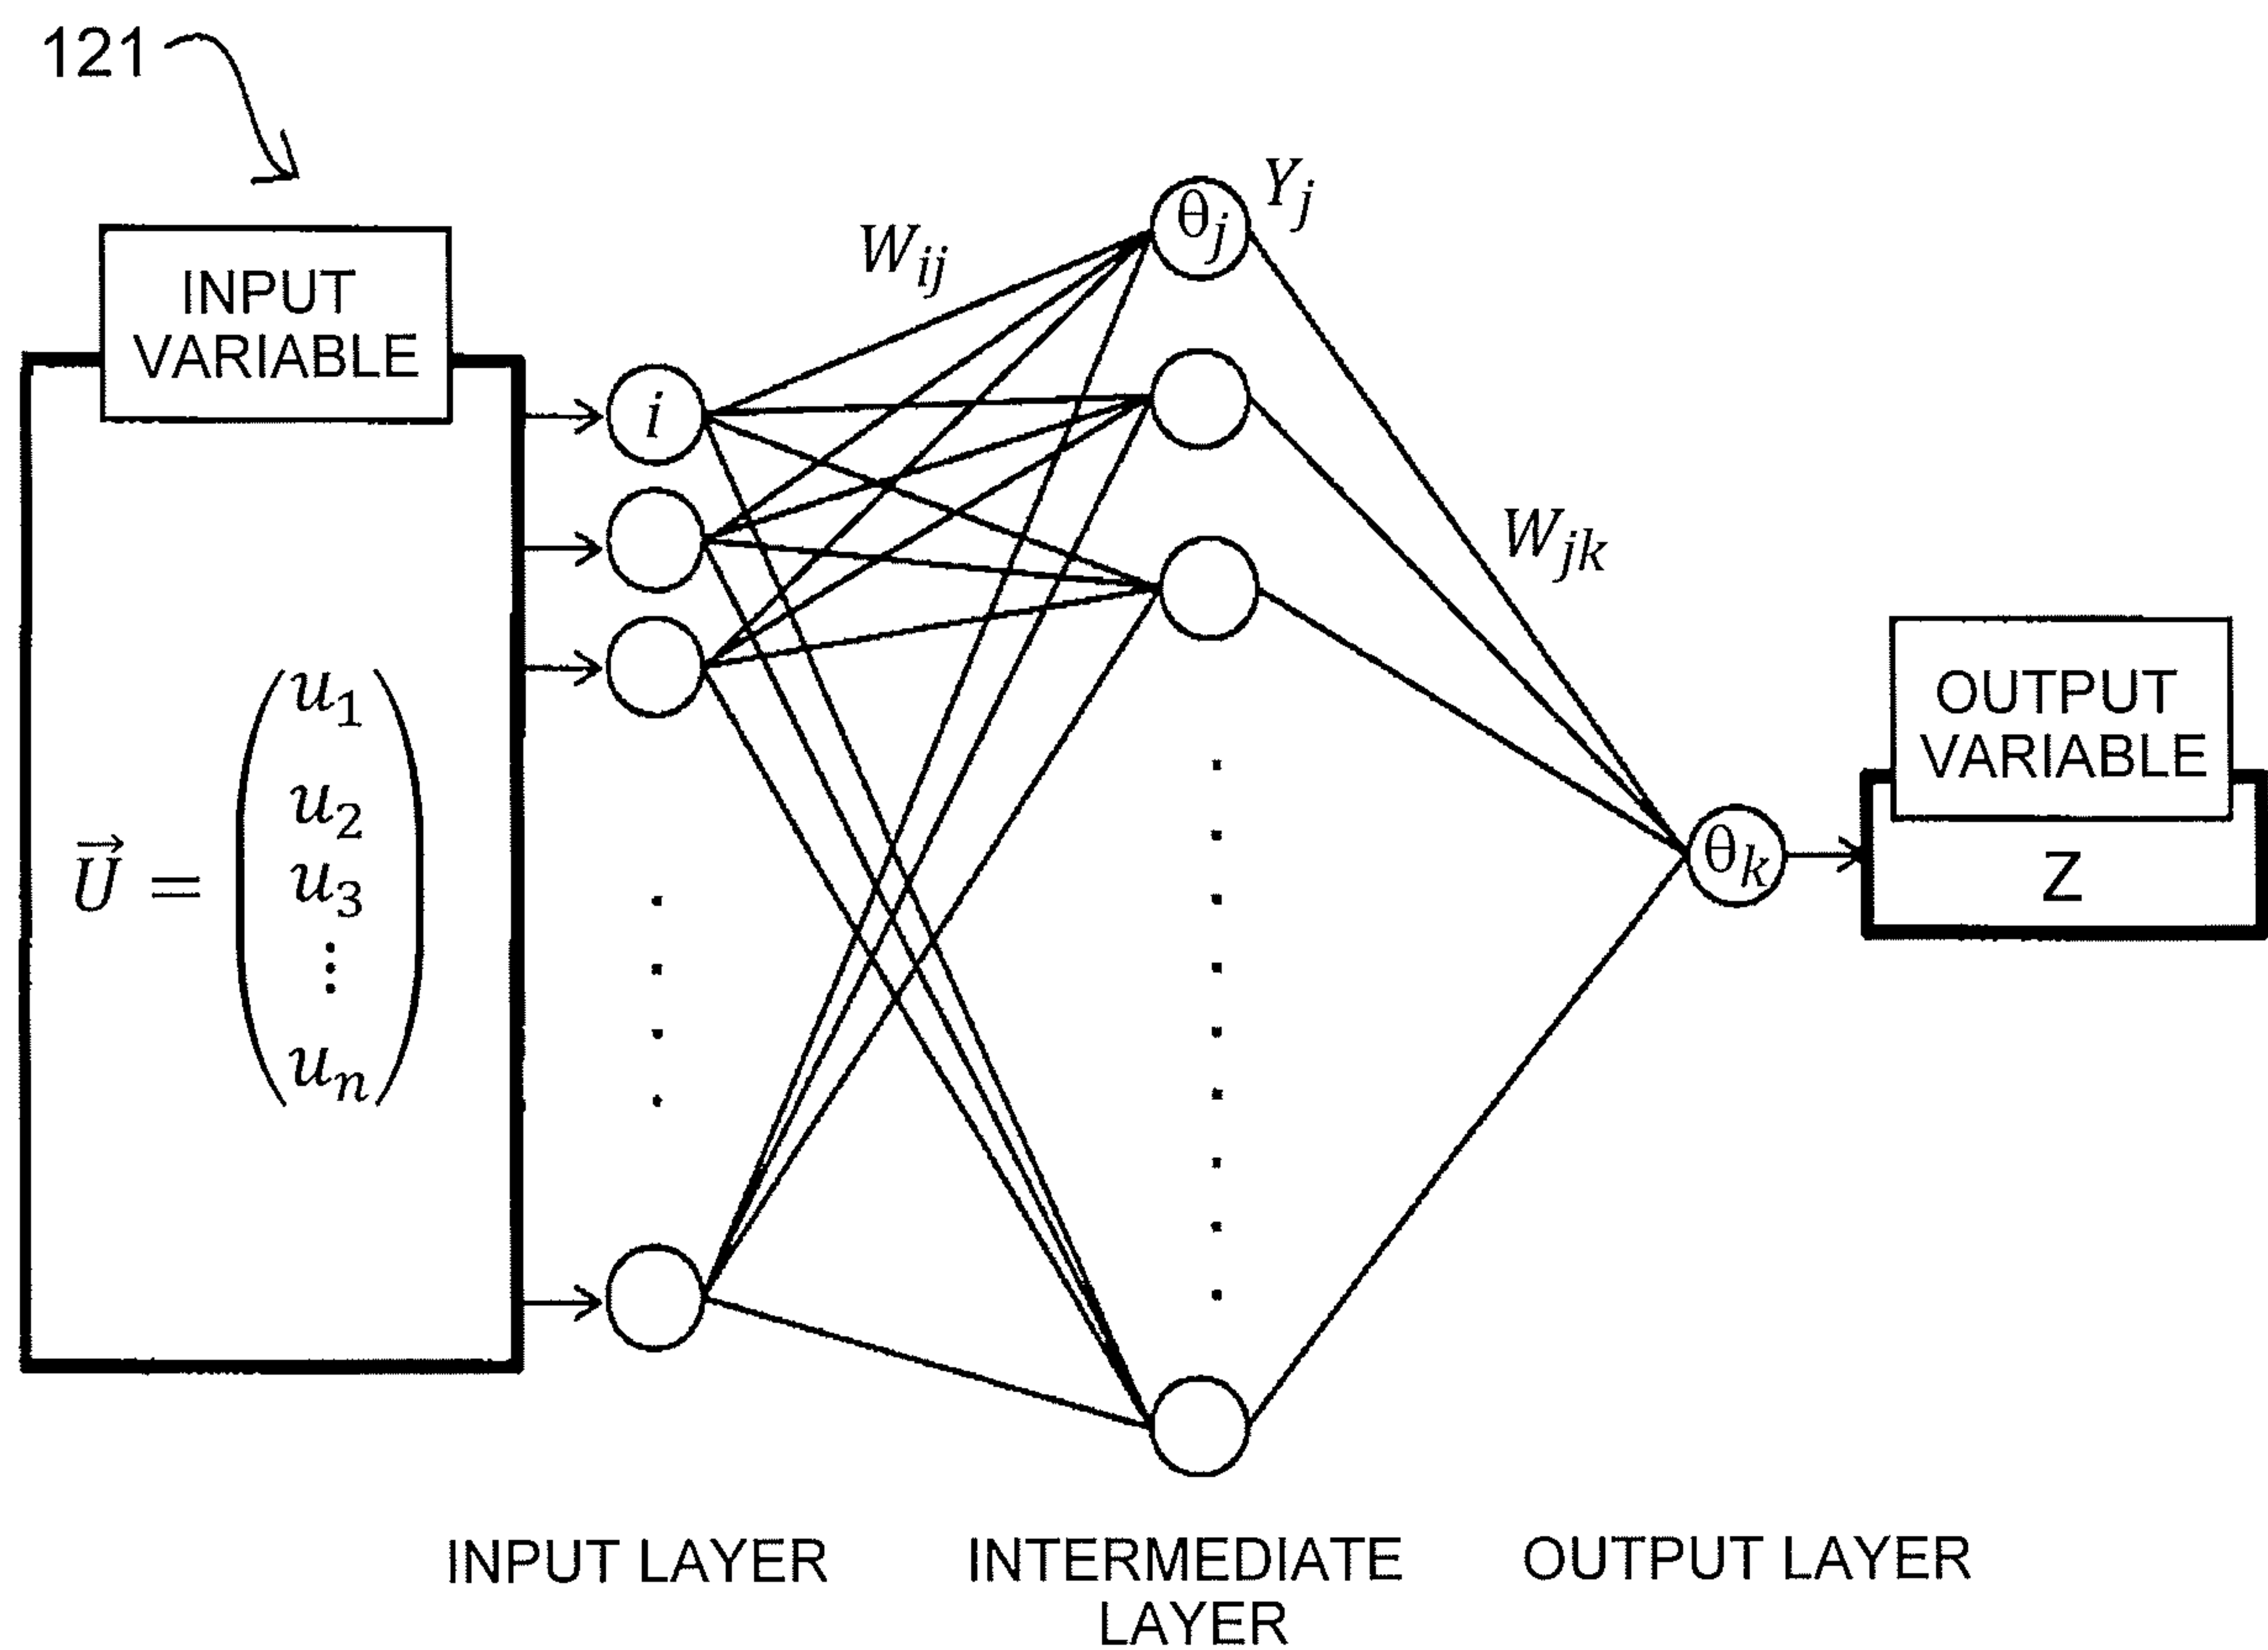 121
INPUT
VARIABLE
U⃗ = (u₁ u₂ u₃ ⋮ uₙ)
i
Wᵢⱼ
θⱼ
Yⱼ
Wⱼₖ
θₖ
OUTPUT
VARIABLE
Z
INPUT LAYER
INTERMEDIATE
LAYER
OUTPUT LAYER